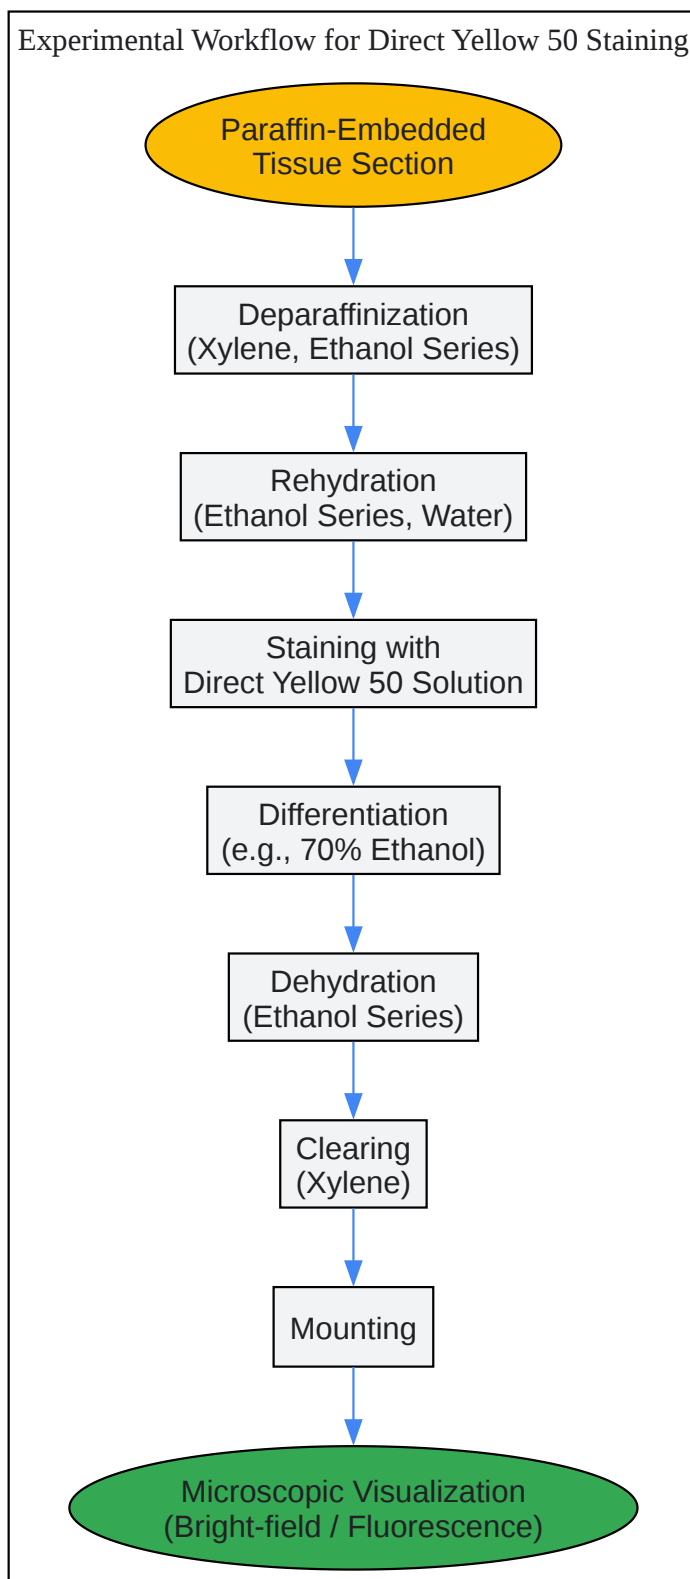 Experimental Workflow for Direct Yellow 50 Staining
Paraffin-Embedded
Tissue Section
Deparaffinization
(Xylene, Ethanol Series)
Rehydration
(Ethanol Series, Water)
Staining with
Direct Yellow 50 Solution
Differentiation
(e.g., 70% Ethanol)
Dehydration
(Ethanol Series)
Clearing
(Xylene)
Mounting
Microscopic Visualization
(Bright-field / Fluorescence)